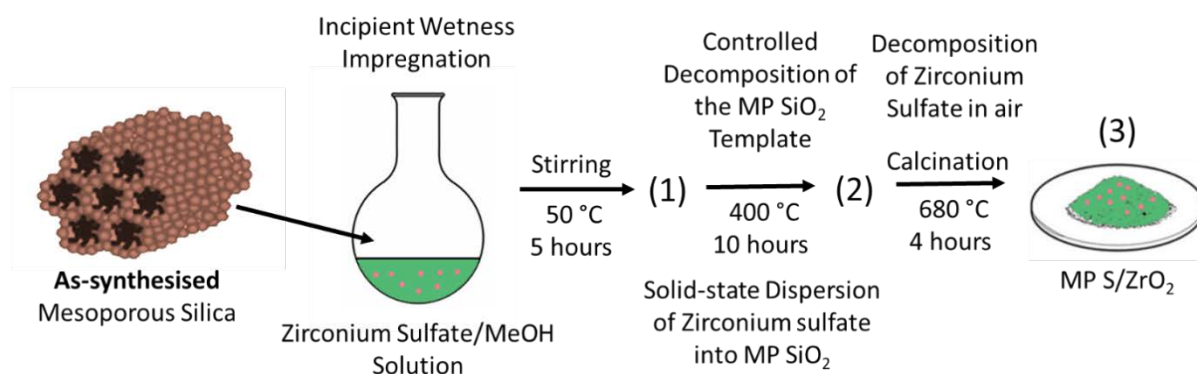 Incipient Wetness
Impregnation
As-synthesised
Mesoporous Silica
Zirconium Sulfate/MeOH
Solution
Stirring
50 °C
5 hours
(1)
Controlled
Decomposition of
the MP SiO₂
Template
400 °C
10 hours
Solid-state Dispersion
of Zirconium sulfate
into MP SiO₂
(2)
Decomposition
of Zirconium
Sulfate in air
Calcination
680 °C
4 hours
(3)
MP S/ZrO₂